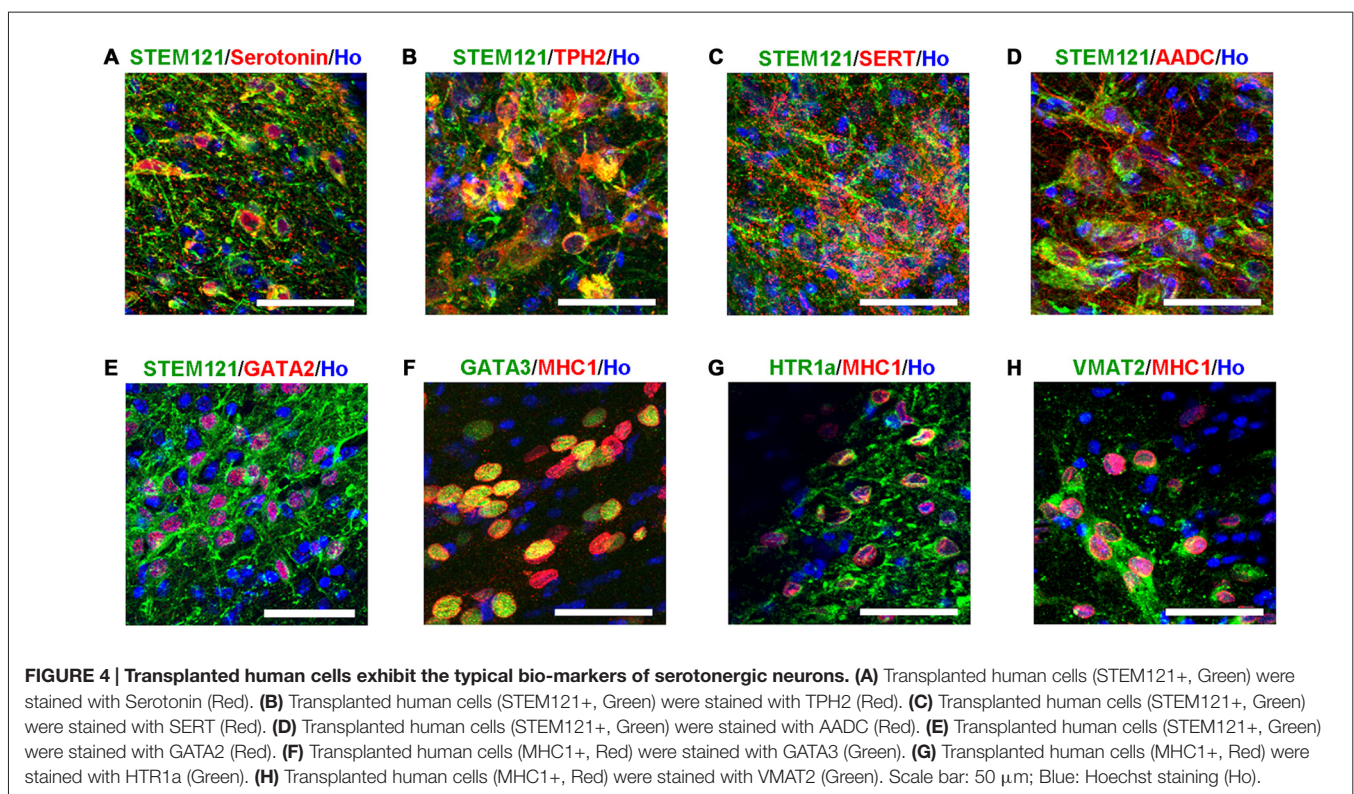 A STEM121/Serotonin/Ho
B STEM121/TPH2/Ho
C STEM121/SERT/Ho
D STEM121/AADC/Ho
E STEM121/GATA2/Ho
F GATA3/MHC1/Ho
G HTR1a/MHC1/Ho
H VMAT2/MHC1/Ho
FIGURE 4 | Transplanted human cells exhibit the typical bio-markers of serotonergic neurons. (A) Transplanted human cells (STEM121+, Green) were
stained with Serotonin (Red). (B) Transplanted human cells (STEM121+, Green) were stained with TPH2 (Red). (C) Transplanted human cells (STEM121+, Green)
were stained with SERT (Red). (D) Transplanted human cells (STEM121+, Green) were stained with AADC (Red). (E) Transplanted human cells (STEM121+, Green)
were stained with GATA2 (Red). (F) Transplanted human cells (MHC1+, Red) were stained with GATA3 (Green). (G) Transplanted human cells (MHC1+, Red) were
stained with HTR1a (Green). (H) Transplanted human cells (MHC1+, Red) were stained with VMAT2 (Green). Scale bar: 50 μm; Blue: Hoechst staining (Ho).